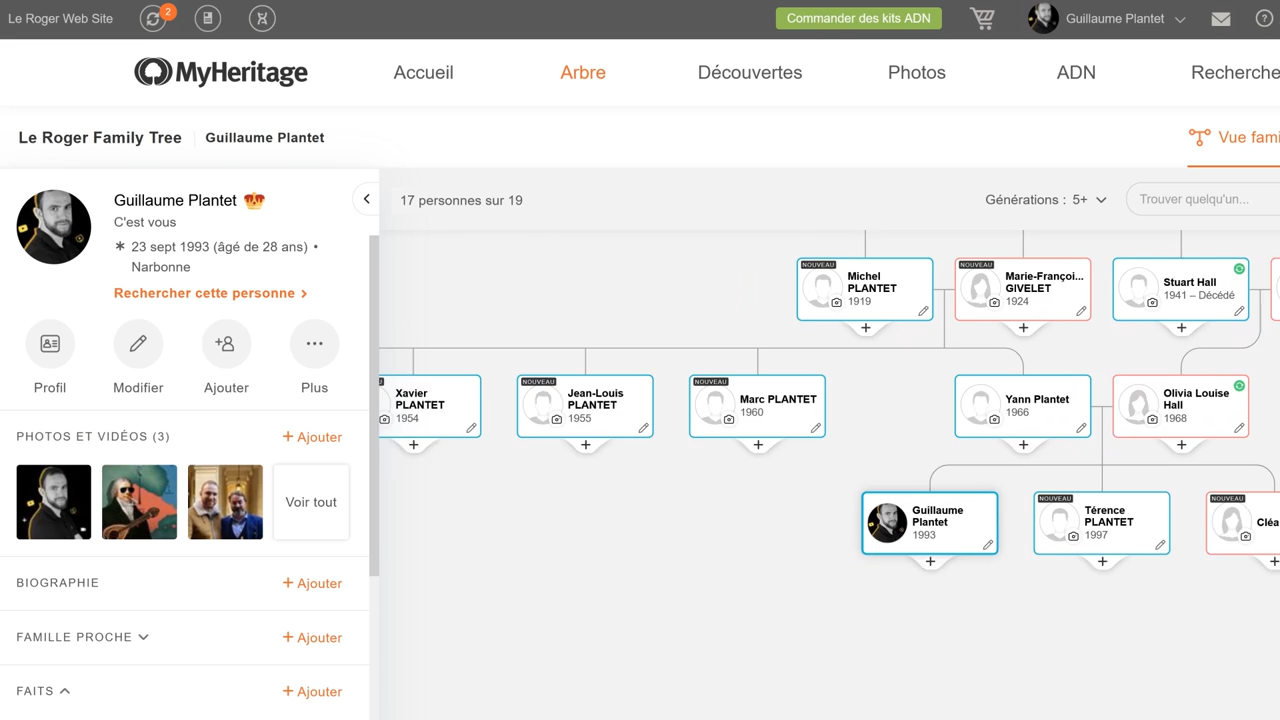 Le Roger Web Site
2
Commander des kits ADN
Guillaume Plantet
?
MyHeritage
Accueil
Arbre
Découvertes
Photos
ADN
Recherche
Le Roger Family Tree
Guillaume Plantet
Vue fami
Guillaume Plantet
C'est vous
23 sept 1993 (âgé de 28 ans) •
Narbonne
Rechercher cette personne
Profil
Modifier
Ajouter
Plus
PHOTOS ET VIDÉOS (3)
+ Ajouter
Voir tout
BIOGRAPHIE
+ Ajouter
FAMILLE PROCHE
+ Ajouter
FAITS
+ Ajouter
17 personnes sur 19
Générations : 5+
Trouver quelqu'un...
NOUVEAU
Michel
PLANTET
1919
NOUVEAU
Marie-Françoi...
GIVELET
1924
Stuart Hall
1941 – Décédé
Xavier
PLANTET
1954
NOUVEAU
Jean-Louis
PLANTET
1955
NOUVEAU
Marc PLANTET
1960
Yann Plantet
1966
NOUVEAU
Olivia Louise
Hall
1968
Guillaume
Plantet
1993
NOUVEAU
Térence
PLANTET
1997
NOUVEAU
Cléa